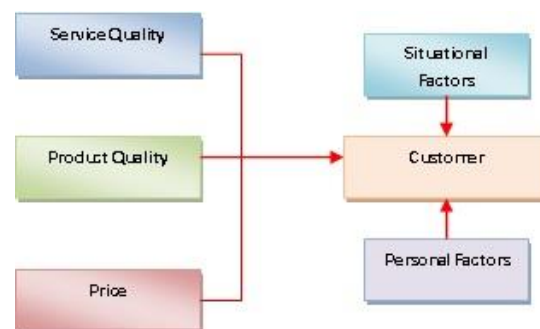 Service Quality
Situational
Factors
Product Quality
Customer
Personal Factors
Price